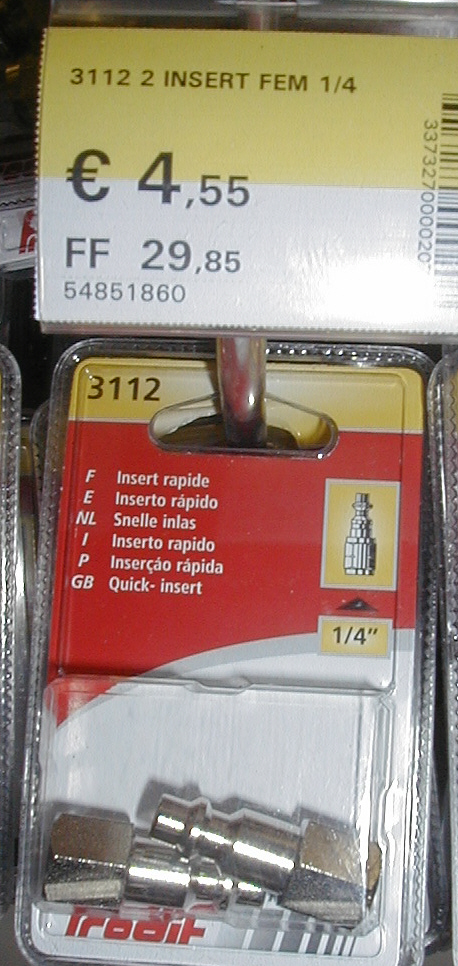 3112 2 INSERT FEM 1/4
€ 4,55
FF 29,85
54851860
3373270000207
3112
F Insert rapide
E Inserto rápido
NL Snelle inlas
I Inserto rapido
P Inserção rápida
GB Quick- insert
1/4"